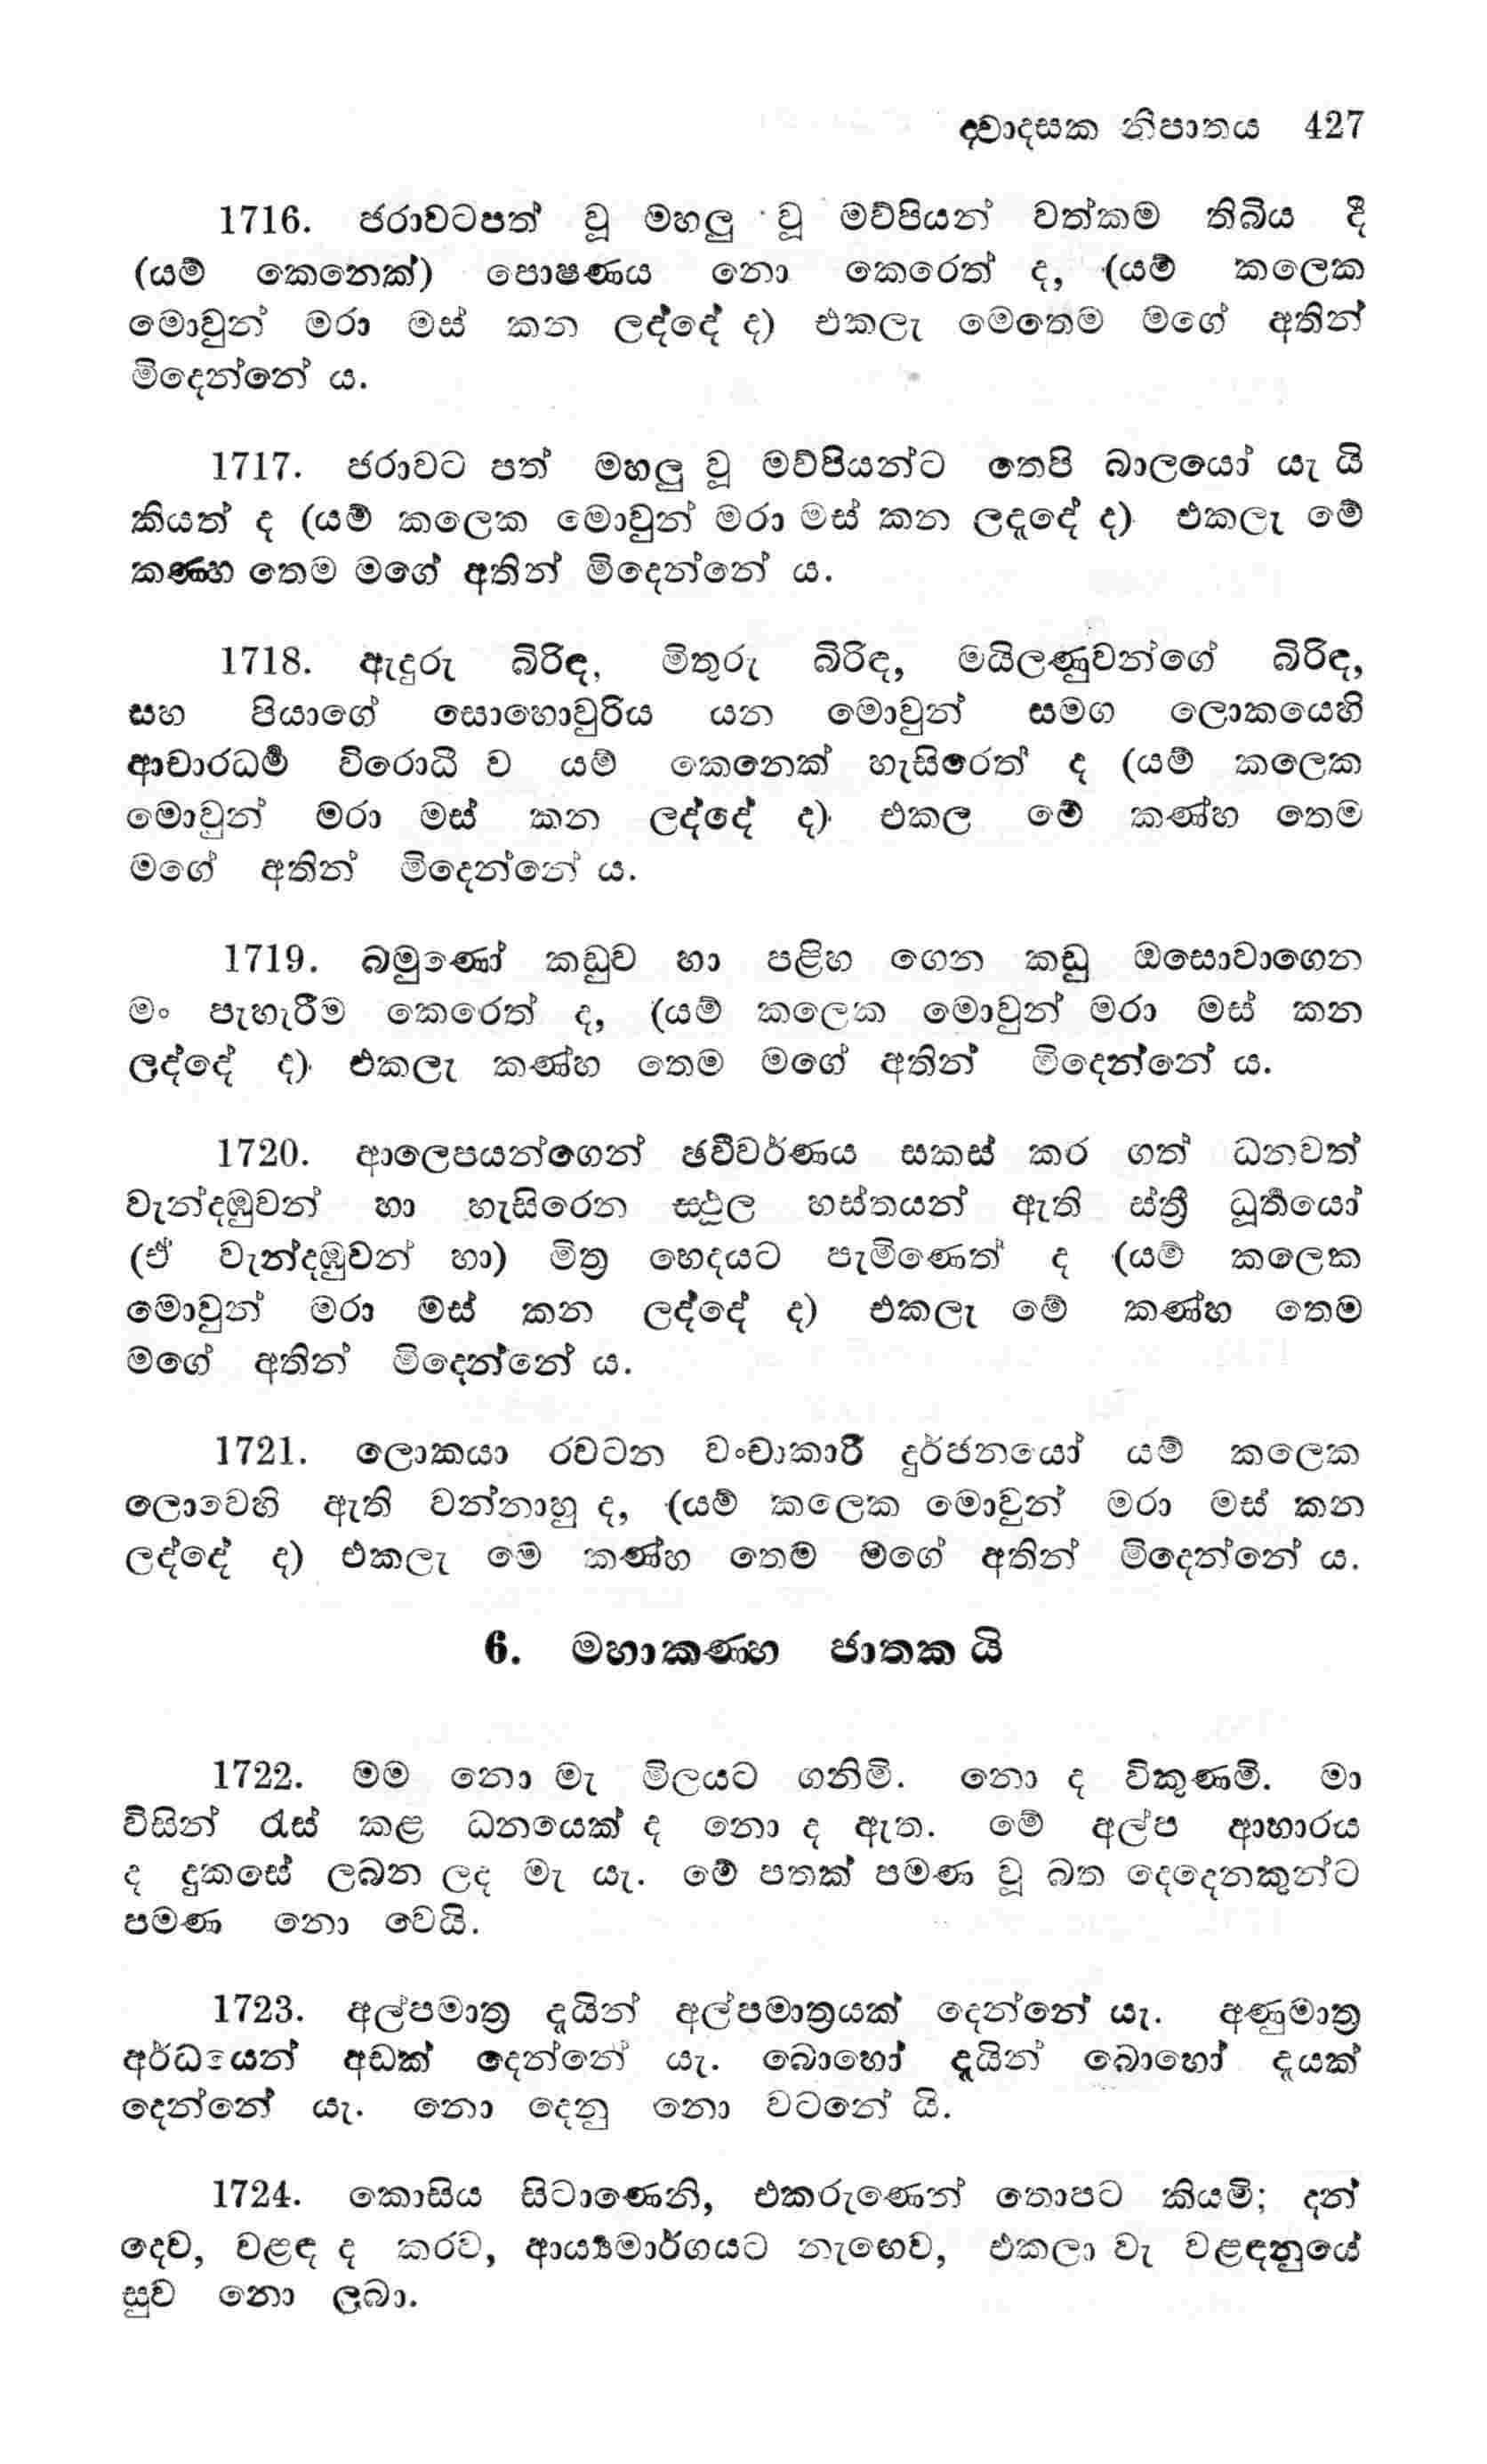 ද්වාදසක නිපාතය 427
1716. ජරාවටපත් වූ මහලු වූ මව්පියන් වත්කම තිබිය දී
(යම් කෙනෙක්) පොෂණය නො කෙරෙත් ද, (යම් කලෙක
මොවුන් මරා මස් කන ලද්දේ ද) එකලැ මෙතෙම මගේ අතින්
මිදෙන්නේ ය.
1717. ජරාවට පත් මහලු වූ මව්පියන්ට තෙපි බාලයෝ යැ යි
කියත් ද (යම් කලෙක මොවුන් මරා මස් කන ලද්දේ ද) එකලැ මේ
කණ්හ තෙම මගේ අතින් මිදෙන්නේ ය.
1718. ඇදුරු බිරිඳ, මිතුරු බිරිඳ, මයිලණුවන්ගේ බිරිඳ,
සහ පියාගේ සොහොවුරිය යන මොවුන් සමග ලොකයෙහි
ආචාරධර්‍ම විරොධී ව යම් කෙනෙක් හැසිරෙත් ද (යම් කලෙක
මොවුන් මරා මස් කන ලද්දේ ද) එකල මේ කණ්හ තෙම
මගේ අතින් මිදෙන්නේ ය.
1719. බමුණෝ කඩුව හා පළිහ ගෙන කඩු ඔසොවාගෙන
මං පැහැරීම කෙරෙත් ද, (යම් කලෙක මොවුන් මරා මස් කන
ලද්දේ ද) එකලැ කණ්හ තෙම මගේ අතින් මිදෙන්නේ ය.
1720. ආලෙපයන්ගෙන් ඡවිවර්ණය සකස් කර ගත් ධනවත්
වැන්දඹුවන් හා හැසිරෙන ස්ථූල හස්තයන් ඇති ස්ත්‍රී ධූර්‍තයෝ
(ඒ වැන්දඹුවන් හා) මිත්‍ර භෙදයට පැමිණෙත් ද (යම් කලෙක
මොවුන් මරා මස් කන ලද්දේ ද) එකලැ මේ කණ්හ තෙම
මගේ අතින් මිදෙන්නේ ය.
1721. ලොකයා රවටන වංචාකාරී දුර්ජනයෝ යම් කලෙක
ලොවෙහි ඇති වන්නාහු ද, (යම් කලෙක මොවුන් මරා මස් කන
ලද්දේ ද) එකලැ මෙ කණ්හ තෙම මගේ අතින් මිදෙන්නේ ය.
6. මහාකණ්හ ජාතක යි
1722. මම නො මැ මිලයට ගනිමි. නො ද විකුණමි. මා
විසින් රැස් කළ ධනයෙක් ද නො ද ඇත. මේ අල්ප ආහාරය
ද දුකසේ ලබන ලද මැ යැ. මේ පතක් පමණ වූ බත දෙදෙනකුන්ට
පමණ නො වෙයි.
1723. අල්පමාත්‍ර දෑයින් අල්පමාත්‍රයක් දෙන්නේ යැ. අණුමාත්‍ර
අර්ධයෙන් අඩක් දෙන්නේ යැ. බොහෝ දෑයින් බොහෝ දෑයක්
දෙන්නේ යැ. නො දෙනු නො වටනේ යි.
1724. කොසිය සිටාණෙනි, එකරුණෙන් තොපට කියමි; දන්
දෙව, වළඳ ද කරව, ආර්‍ය්‍යමාර්ගයට නැඟෙව, එකලා වැ වළඳනුයේ
සුව නො ලබා.